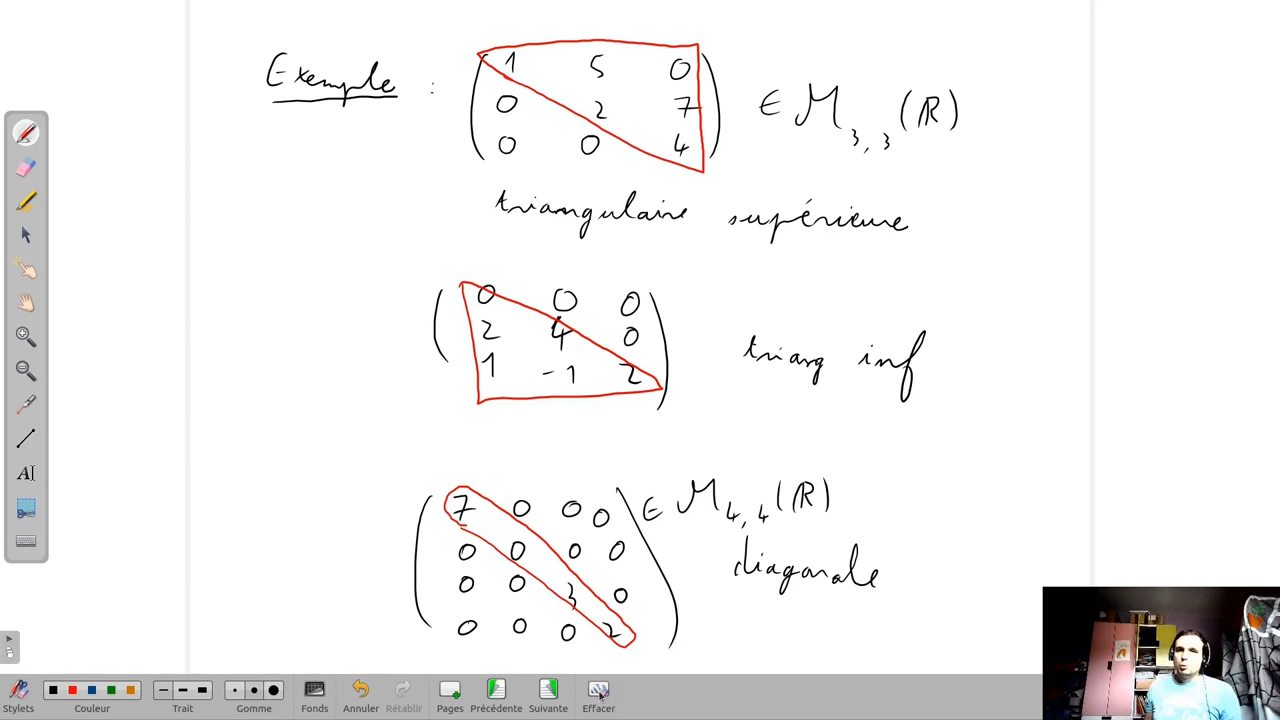 Exemple : ( 1 5 0 ) ∈ M3,3 (ℝ)
0 2 7
0 0 4
triangulaire supérieure
( 0 0 0 )
2 4 0
1 -1 2
triang inf
( 7 0 0 0 ) ∈ M4,4 (ℝ)
0 0 0 0
diagonale
0 0 3 0
0 0 0 2
AI
Stylets Couleur Trait Gomme Fonds Annuler Rétablir Pages Précédente Suivante Effacer